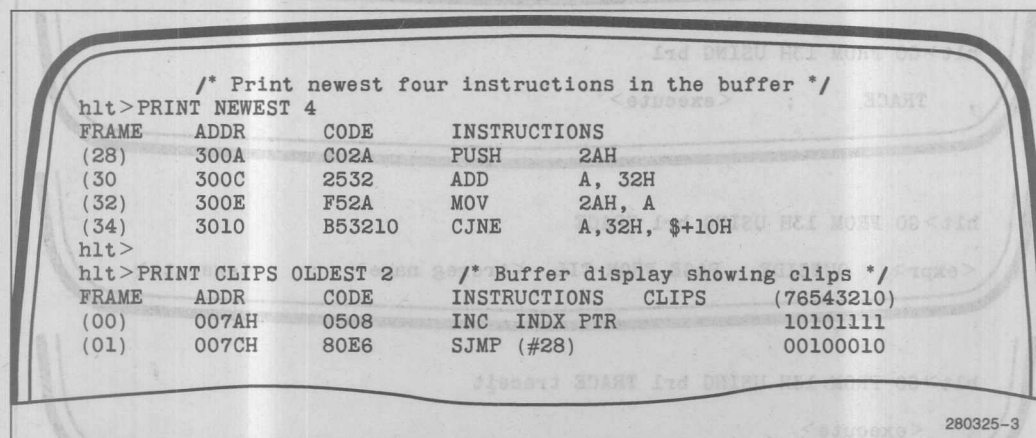 /* Print newest four instructions in the buffer */
hlt>PRINT NEWEST 4
FRAME ADDR CODE INSTRUCTIONS
(28) 300A C02A PUSH 2AH
(30 300C 2532 ADD A, 32H
(32) 300E F52A MOV 2AH, A
(34) 3010 B53210 CJNE A,32H, $+10H
hlt>
hlt>PRINT CLIPS OLDEST 2 /* Buffer display showing clips */
FRAME ADDR CODE INSTRUCTIONS CLIPS (76543210)
(00) 007AH 0508 INC INDX PTR 10101111
(01) 007CH 80E6 SJMP (#28) 00100010
280325-3